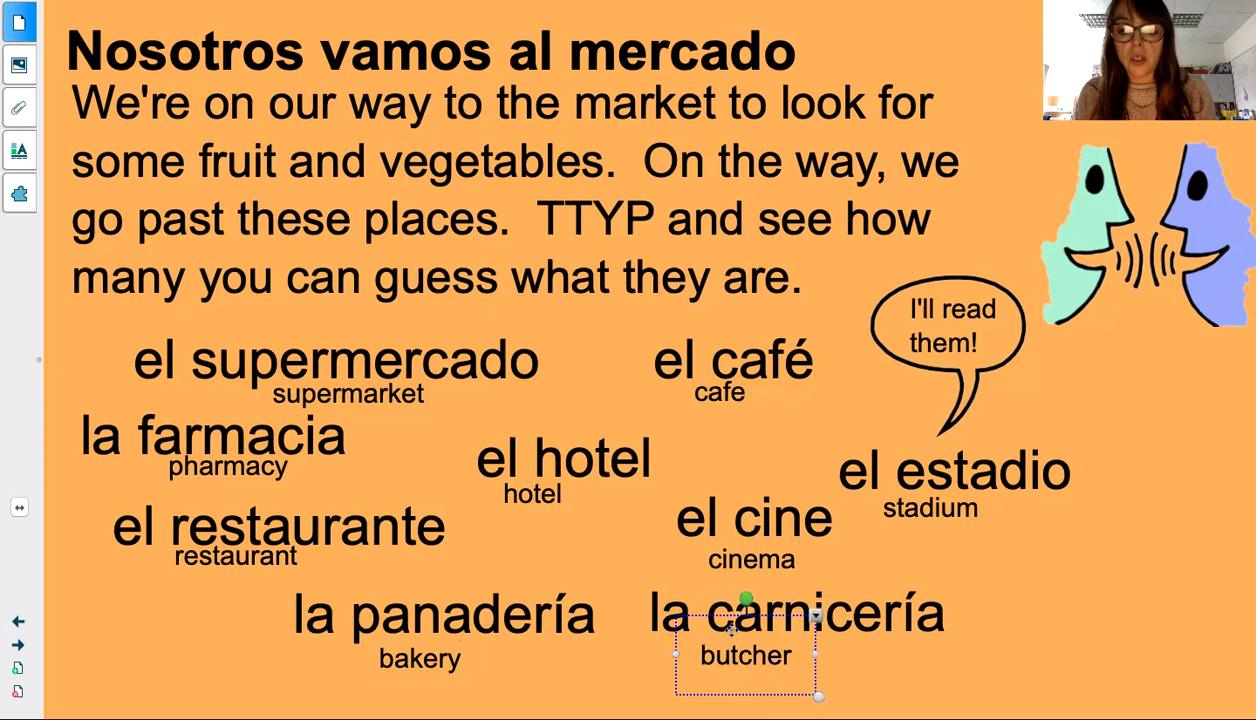 Nosotros vamos al mercado
We're on our way to the market to look for
some fruit and vegetables. On the way, we
go past these places. TTYP and see how
many you can guess what they are.
I'll read
them!
el supermercado
supermarket
el café
cafe
la farmacia
pharmacy
el hotel
hotel
el estadio
stadium
el restaurante
restaurant
el cine
cinema
la panadería
bakery
la carnicería
butcher